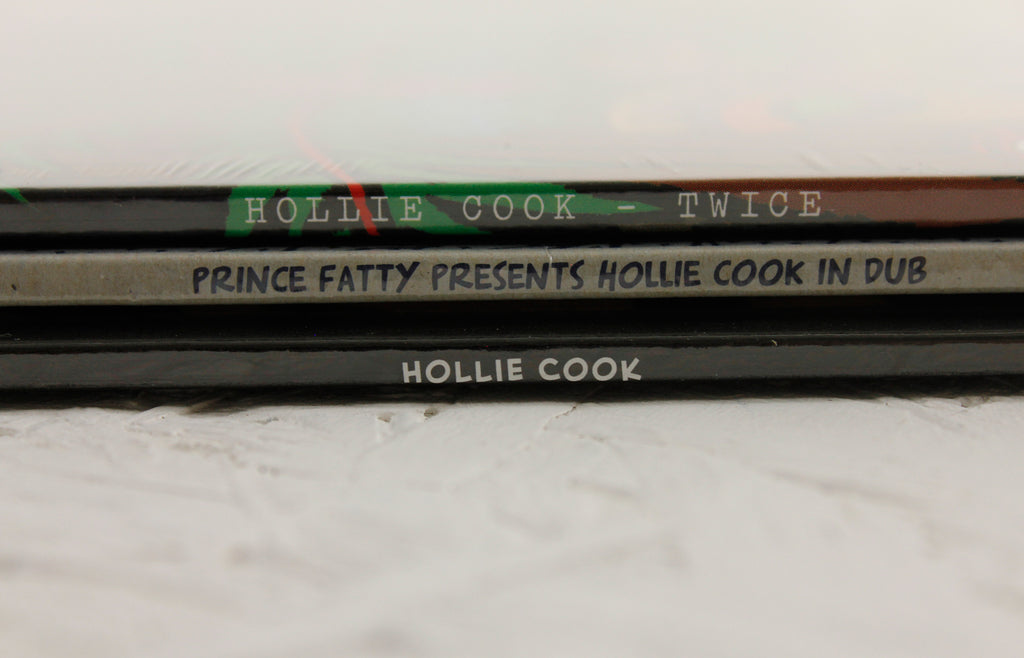 HOLLIE COOK - TWICE
PRINCE FATTY PRESENTS HOLLIE COOK IN DUB
HOLLIE COOK